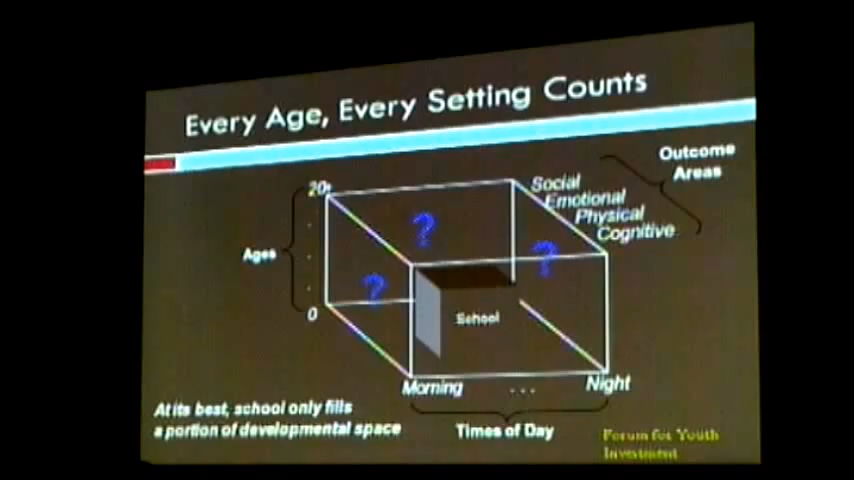 Every Age, Every Setting Counts
Outcome
Areas
Social
Emotional
Physical
Cognitive
20
Ages
0
?
?
?
School
Morning
...
Night
Times of Day
At its best, school only fills
a portion of developmental space
Forum for Youth
Investment